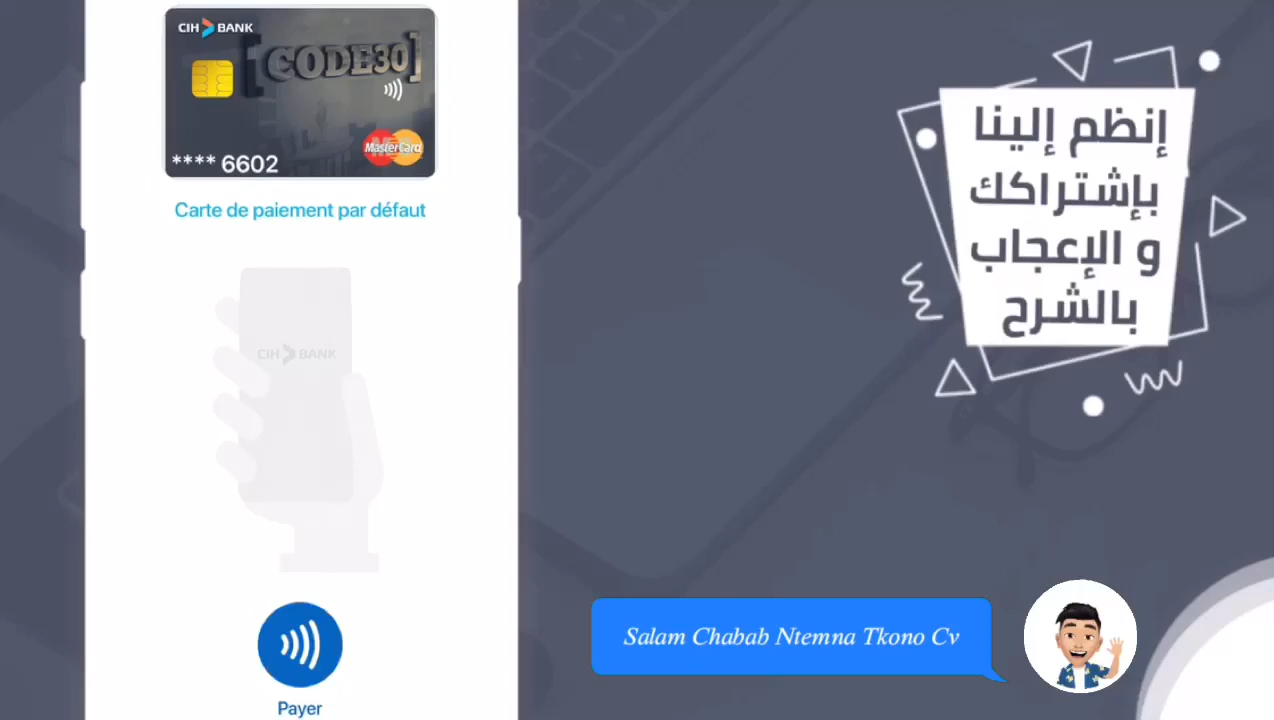 CIH BANK
[CODE30]
**** 6602
MasterCard
Carte de paiement par défaut
CIH BANK
Payer
إنظم إلينا
بإشتراكك
و الإعجاب
بالشرح
Salam Chabab Ntemna Tkono Cv